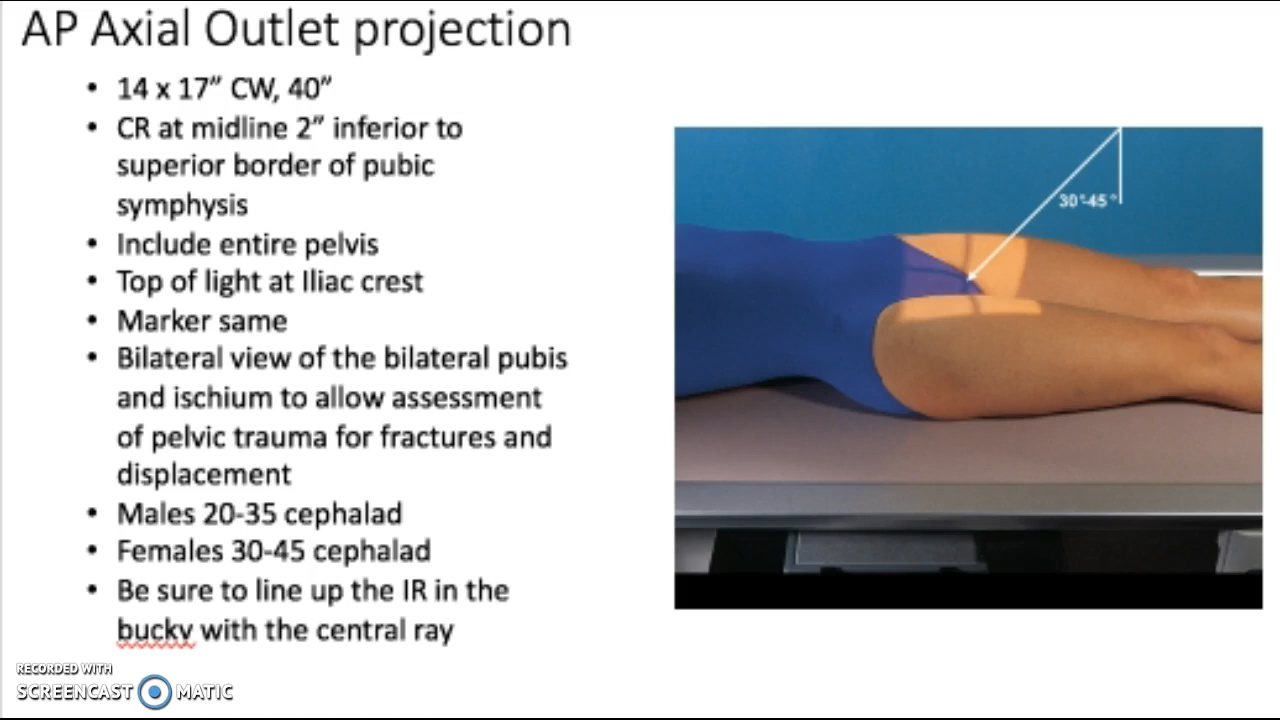 AP Axial Outlet projection
• 14 x 17” CW, 40”
• CR at midline 2” inferior to
superior border of pubic
symphysis
• Include entire pelvis
• Top of light at Iliac crest
• Marker same
• Bilateral view of the bilateral pubis
and ischium to allow assessment
of pelvic trauma for fractures and
displacement
• Males 20-35 cephalad
• Females 30-45 cephalad
• Be sure to line up the IR in the
bucky with the central ray
30°-45°
RECORDED WITH
SCREENCAST MATIC